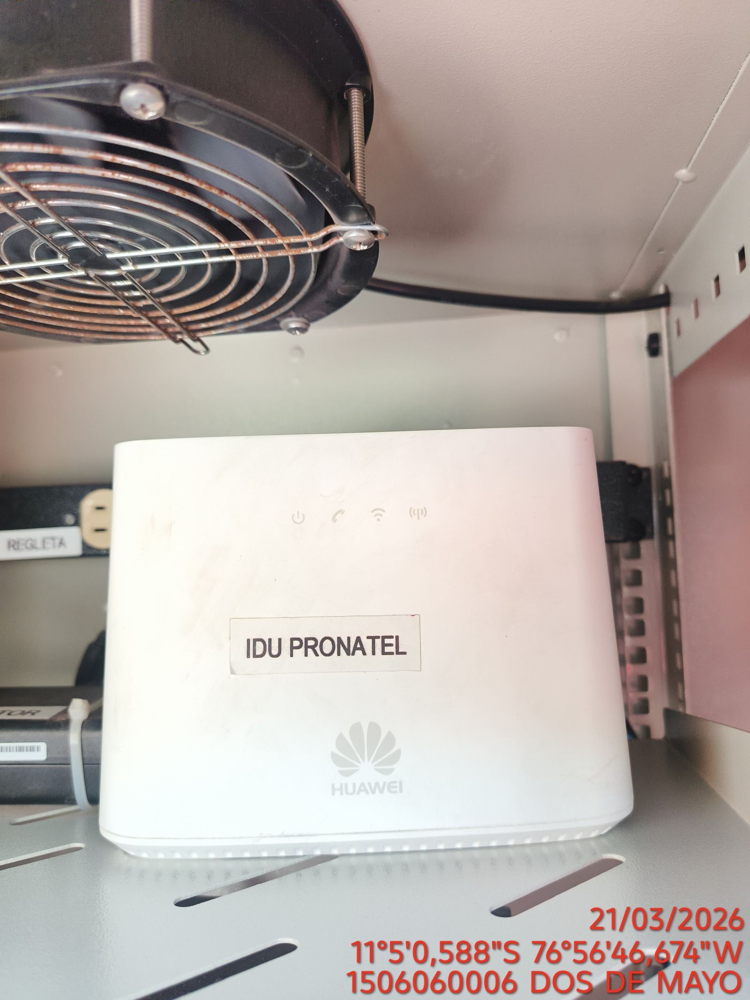 REGLETA
IDU PRONATEL
TOR
HUAWEI
21/03/2026
11°5'0,588"S 76°56'46,674"W
1506060006 DOS DE MAYO